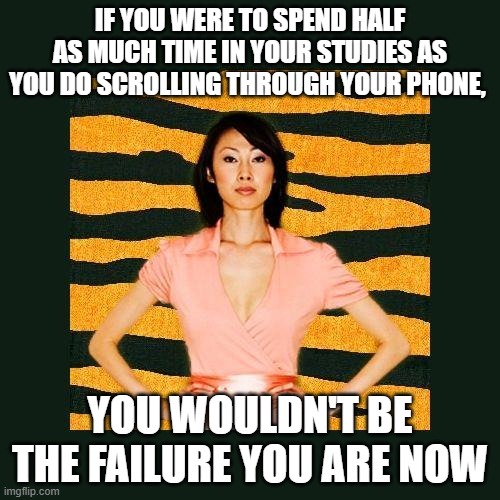 IF YOU WERE TO SPEND HALF
AS MUCH TIME IN YOUR STUDIES AS
YOU DO SCROLLING THROUGH YOUR PHONE,
YOU WOULDN'T BE
THE FAILURE YOU ARE NOW
imgflip.com